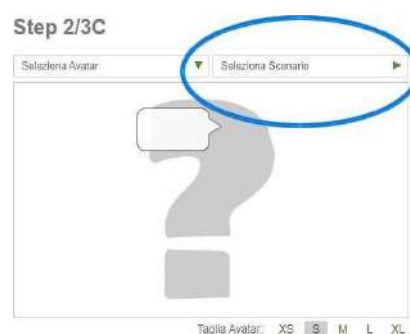 Step 2/3C
Seleziona Avatar
Seleziona Scenario
Taglia Avatar: XS S M L XL